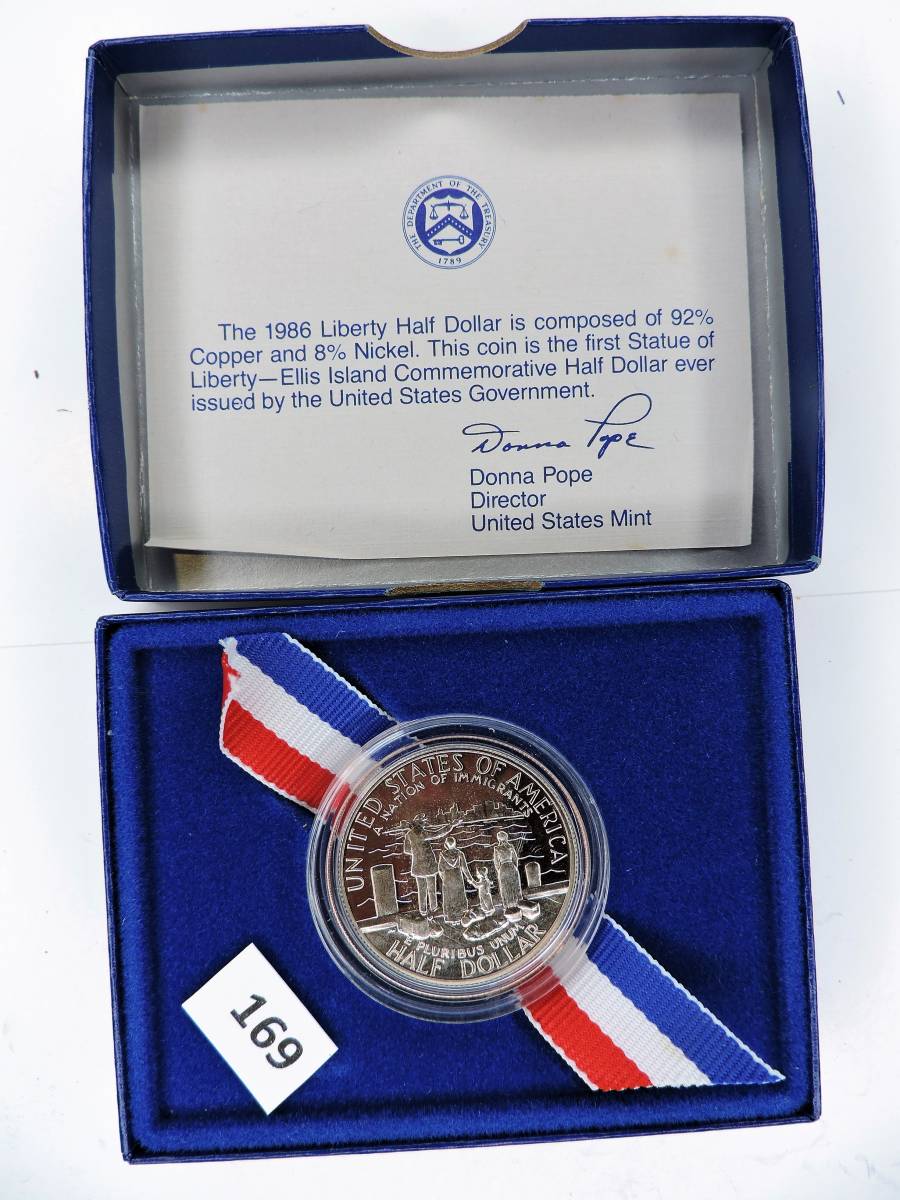 THE DEPARTMENT OF THE TREASURY
1789
The 1986 Liberty Half Dollar is composed of 92%
Copper and 8% Nickel. This coin is the first Statue of
Liberty—Ellis Island Commemorative Half Dollar ever
issued by the United States Government.
Donna Pope
Donna Pope
Director
United States Mint
UNITED STATES OF AMERICA
A NATION OF IMMIGRANTS
E PLURIBUS UNUM
HALF DOLLAR
169